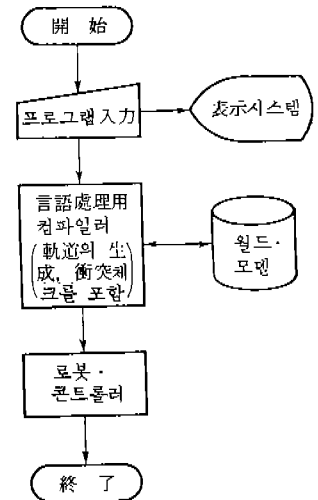 開 始
프로그램入力
表示시스템
言語處理用
컴파일러
(軌道의 生
成, 衝突체
크를 포함)
월드·
모델
로봇·
콘트롤러
終 了